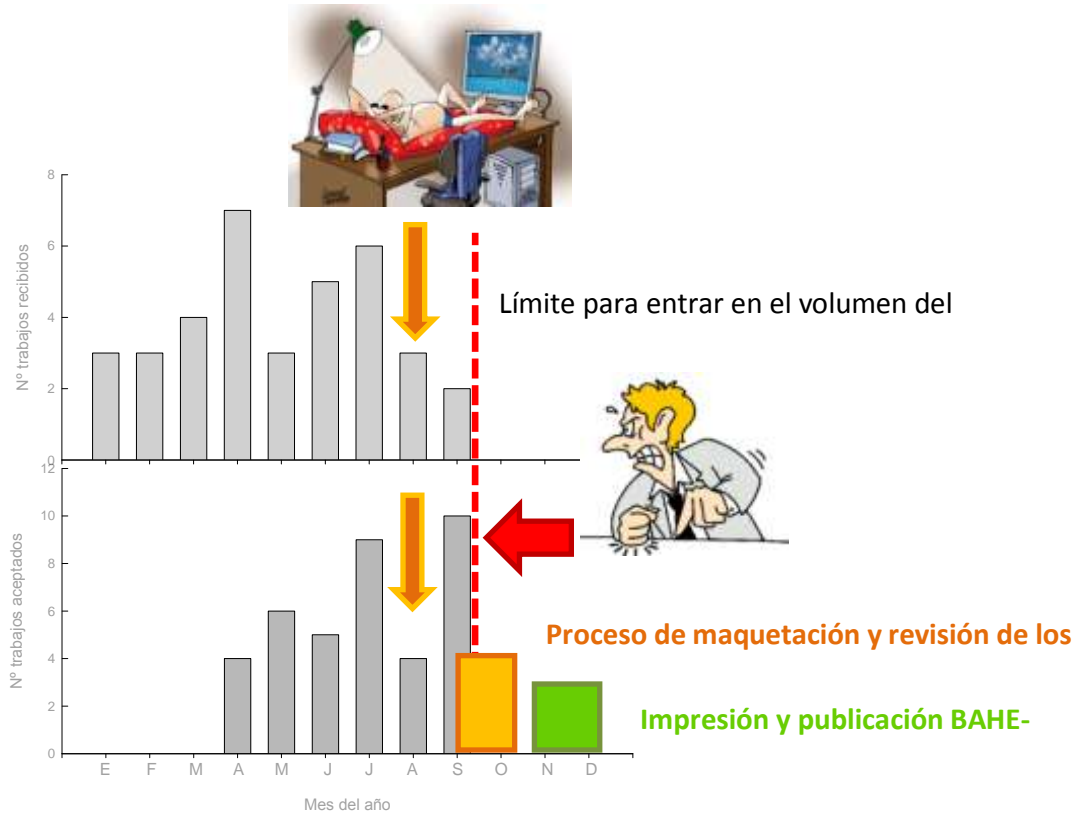 8
6
4
2
0
Nº trabajos recibidos
Límite para entrar en el volumen del
12
10
8
6
4
2
0
Nº trabajos aceptados
Proceso de maquetación y revisión de los
Impresión y publicación BAHE-
E F M A M J J A S O N D
Mes del año